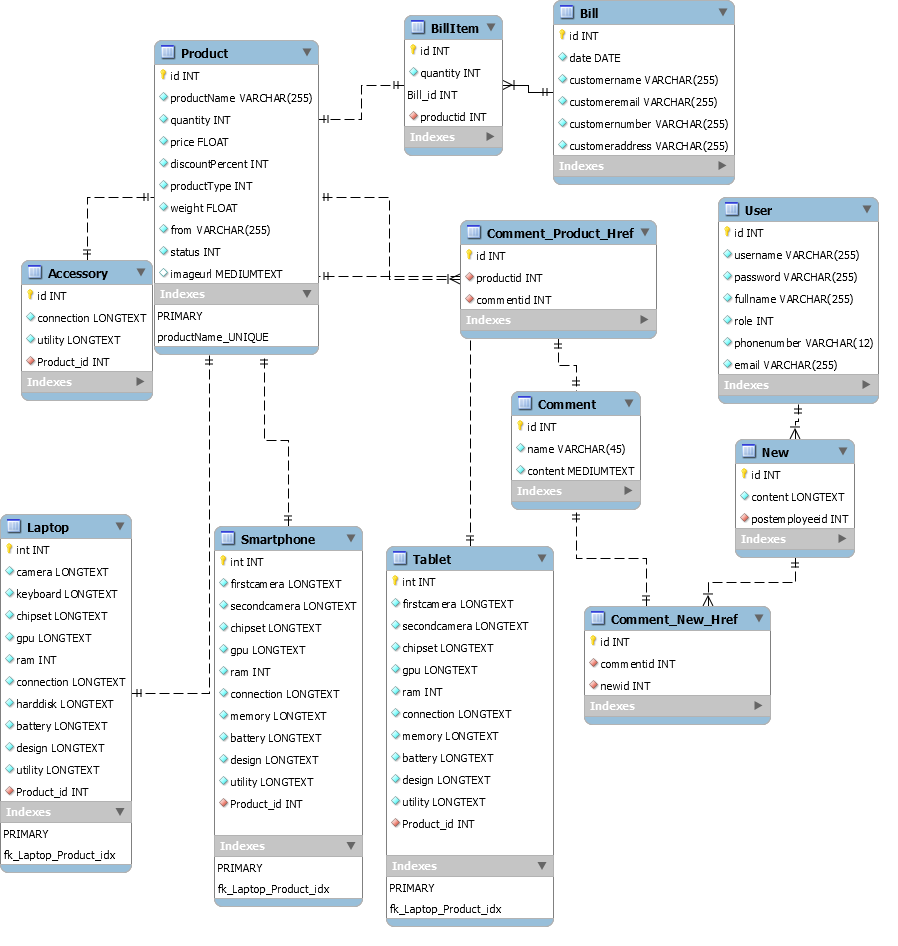 Product
id INT
productName VARCHAR(255)
quantity INT
price FLOAT
discountPercent INT
productType INT
weight FLOAT
from VARCHAR(255)
status INT
imageurl MEDIUMTEXT
Indexes
PRIMARY
productName_UNIQUE
BillItem
id INT
quantity INT
Bill_id INT
productid INT
Indexes
Bill
id INT
date DATE
customername VARCHAR(255)
customeremail VARCHAR(255)
customernumber VARCHAR(255)
customeraddress VARCHAR(255)
Indexes
Accessory
id INT
connection LONGTEXT
utility LONGTEXT
Product_id INT
Indexes
Comment_Product_Href
id INT
productid INT
commentid INT
Indexes
User
id INT
username VARCHAR(255)
password VARCHAR(255)
fullname VARCHAR(255)
role INT
phonenumber VARCHAR(12)
email VARCHAR(255)
Indexes
Comment
id INT
name VARCHAR(45)
content MEDIUMTEXT
Indexes
New
id INT
content LONGTEXT
postemployeeid INT
Indexes
Laptop
int INT
camera LONGTEXT
keyboard LONGTEXT
chipset LONGTEXT
gpu LONGTEXT
ram INT
connection LONGTEXT
harddisk LONGTEXT
battery LONGTEXT
design LONGTEXT
utility LONGTEXT
Product_id INT
Indexes
PRIMARY
fk_Laptop_Product_idx
Smartphone
int INT
firstcamera LONGTEXT
secondcamera LONGTEXT
chipset LONGTEXT
gpu LONGTEXT
ram INT
connection LONGTEXT
memory LONGTEXT
battery LONGTEXT
design LONGTEXT
utility LONGTEXT
Product_id INT
Indexes
PRIMARY
fk_Laptop_Product_idx
Tablet
int INT
firstcamera LONGTEXT
secondcamera LONGTEXT
chipset LONGTEXT
gpu LONGTEXT
ram INT
connection LONGTEXT
memory LONGTEXT
battery LONGTEXT
design LONGTEXT
utility LONGTEXT
Product_id INT
Indexes
PRIMARY
fk_Laptop_Product_idx
Comment_New_Href
id INT
commentid INT
newid INT
Indexes